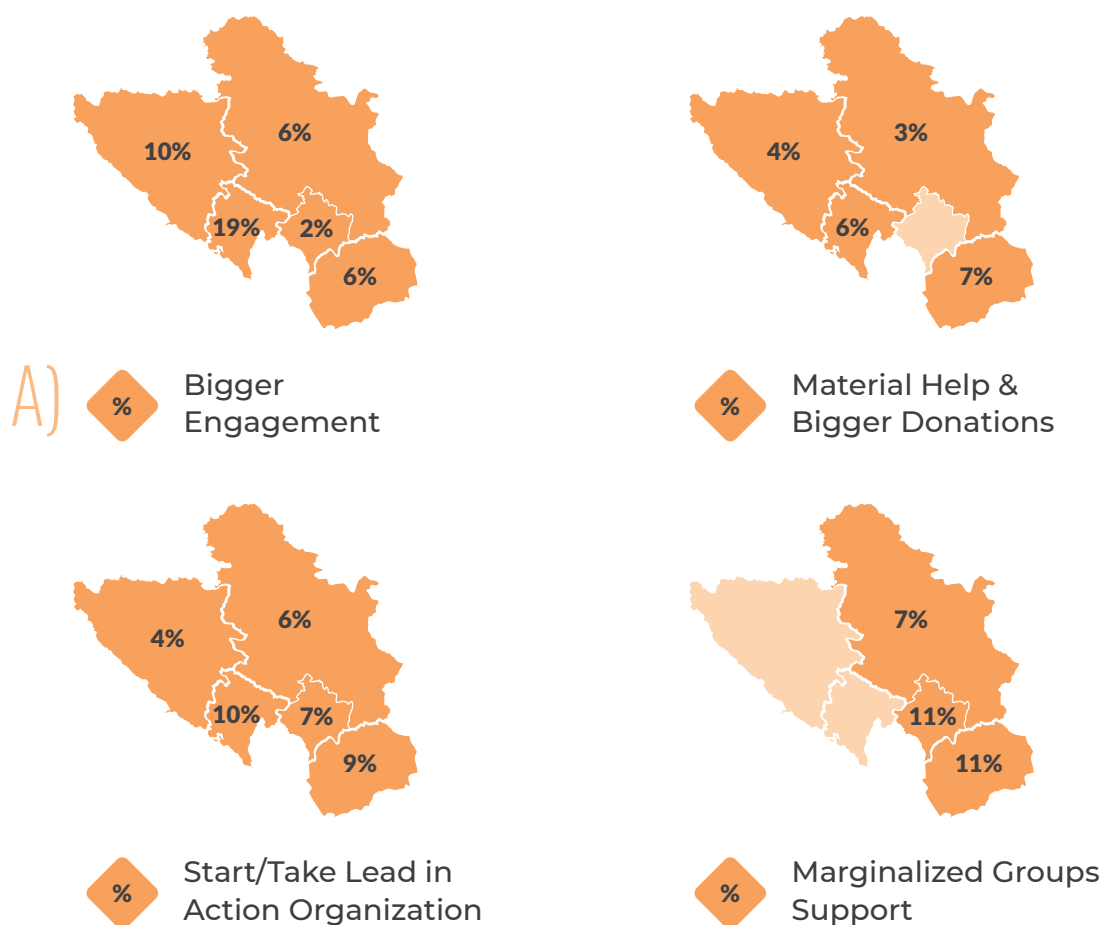 6%
10%
19%
2%
6%
A)
%
Bigger
Engagement
3%
4%
6%
7%
%
Material Help &
Bigger Donations
6%
4%
10%
7%
9%
%
Start/Take Lead in
Action Organization
7%
11%
11%
%
Marginalized Groups
Support